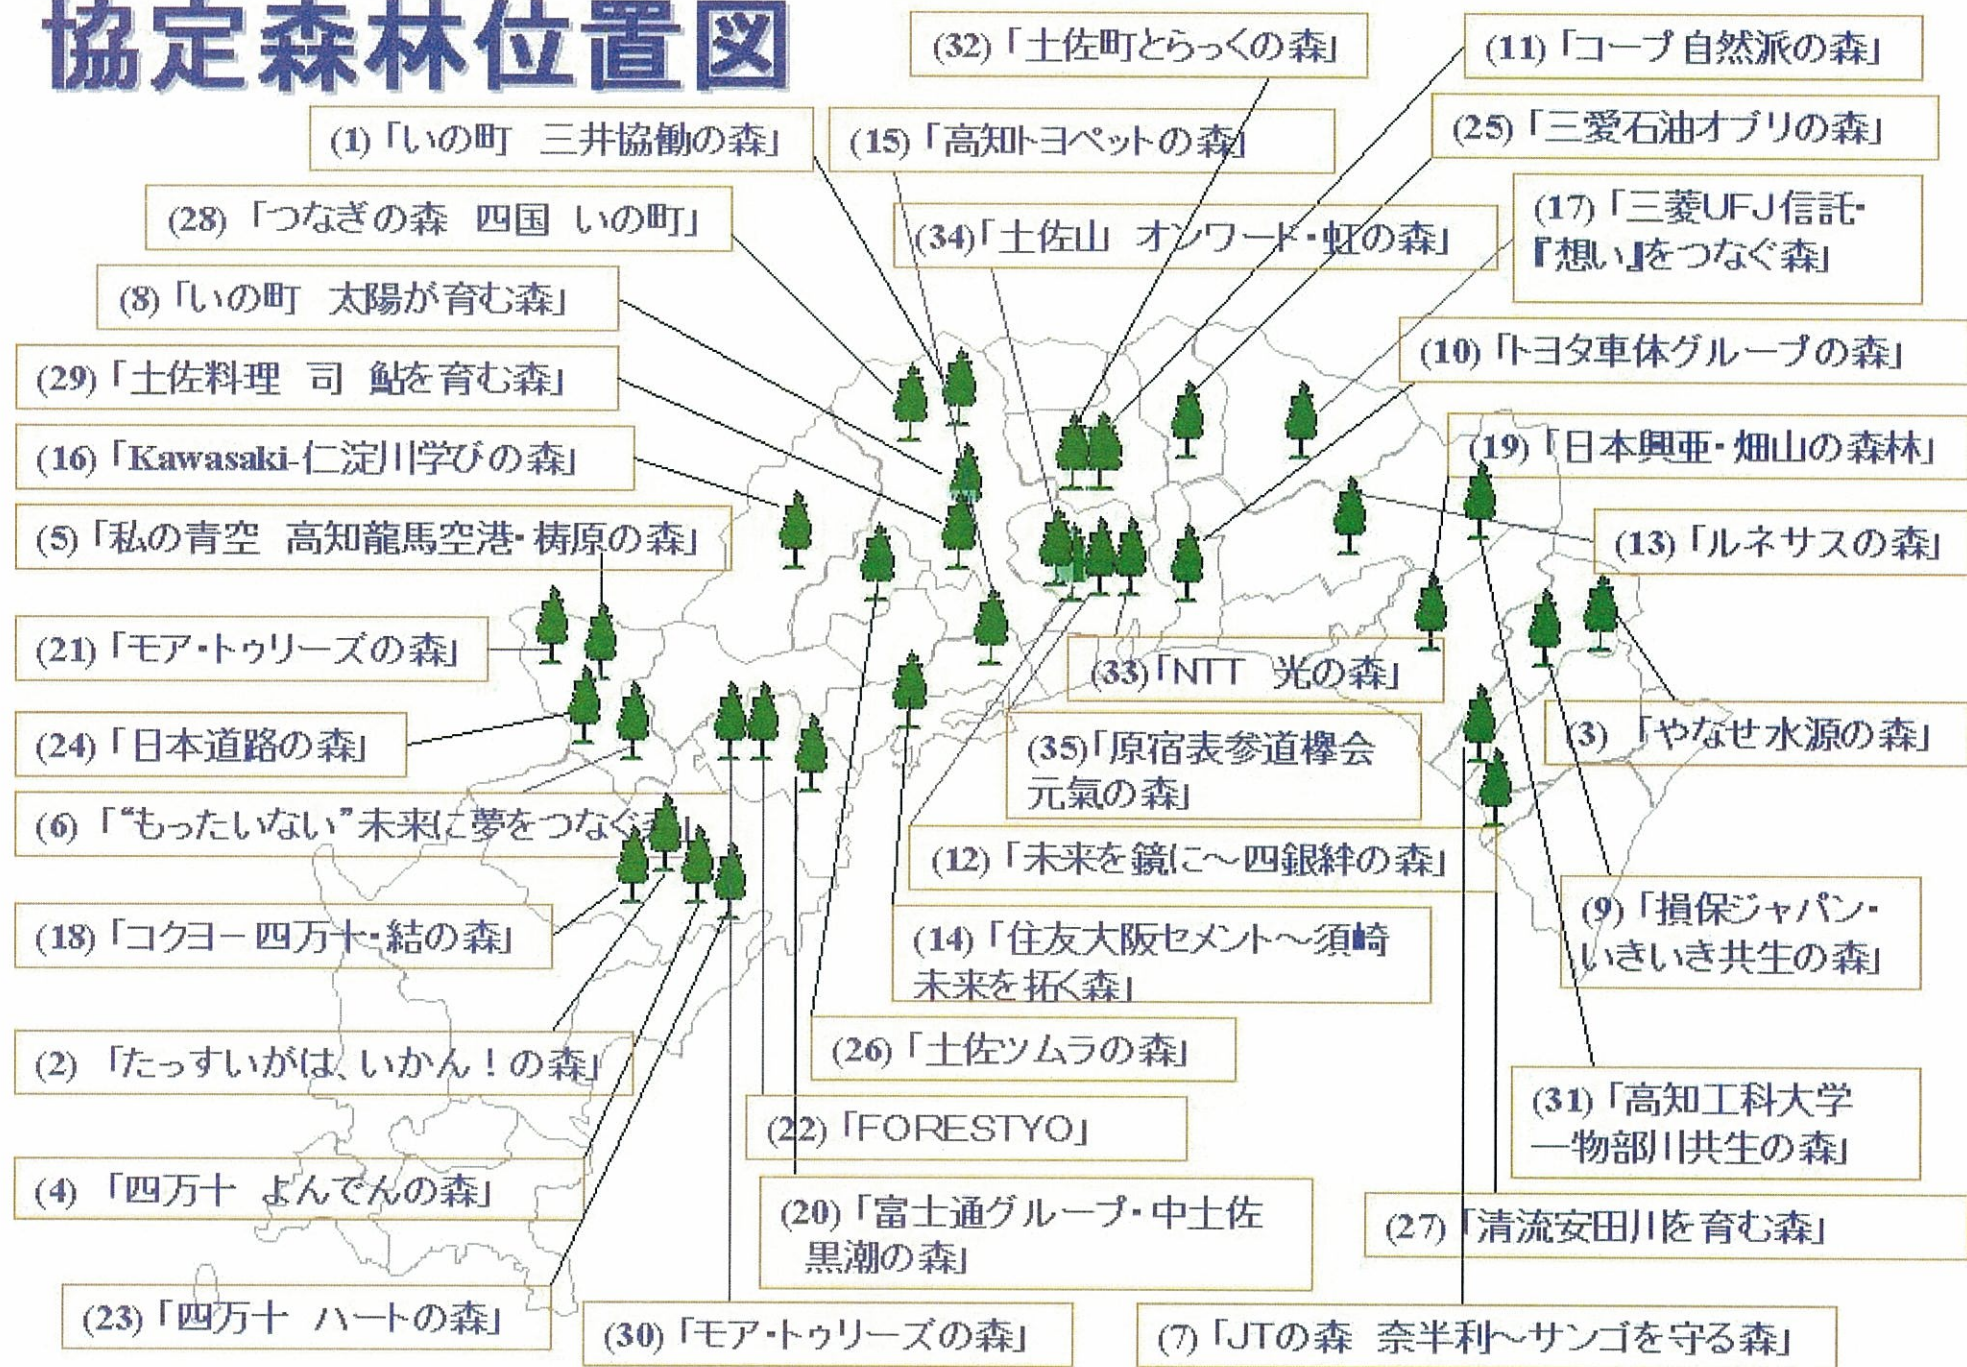 協定森林位置図
(32)「土佐町とらっくの森」
(11)「コープ自然派の森」
(1)「いの町　三井協働の森」
(15)「高知トヨペットの森」
(25)「三愛石油オブリの森」
(28)「つなぎの森　四国　いの町」
(34)「土佐山　オンワード・虹の森」
(17)「三菱UFJ信託・
『想い』をつなぐ森」
(8)「いの町　太陽が育む森」
(29)「土佐料理　司　鮎を育む森」
(10)「トヨタ車体グループの森」
(16)「Kawasaki-仁淀川学びの森」
(19)「日本興亜・畑山の森林」
(5)「私の青空　高知龍馬空港・梼原の森」
(13)「ルネサスの森」
(21)「モア・トゥリーズの森」
(33)「NTT　光の森」
(24)「日本道路の森」
(35)「原宿表参道欅会
元氣の森」
(3)「やなせ水源の森」
(6)「“もったいない”未来に夢をつなぐ森」
(12)「未来を鏡に～四銀絆の森」
(18)「コクヨー四万十・結の森」
(14)「住友大阪セメント～須崎
未来を拓く森」
(9)「損保ジャパン・
いきいき共生の森」
(2)「たっすいがは、いかん！の森」
(26)「土佐ツムラの森」
(22)「FORESTYO」
(31)「高知工科大学
―物部川共生の森」
(4)「四万十　よんでんの森」
(20)「富士通グループ・中土佐
黒潮の森」
(27)「清流安田川を育む森」
(23)「四万十　ハートの森」
(30)「モア・トゥリーズの森」
(7)「JTの森　奈半利～サンゴを守る森」